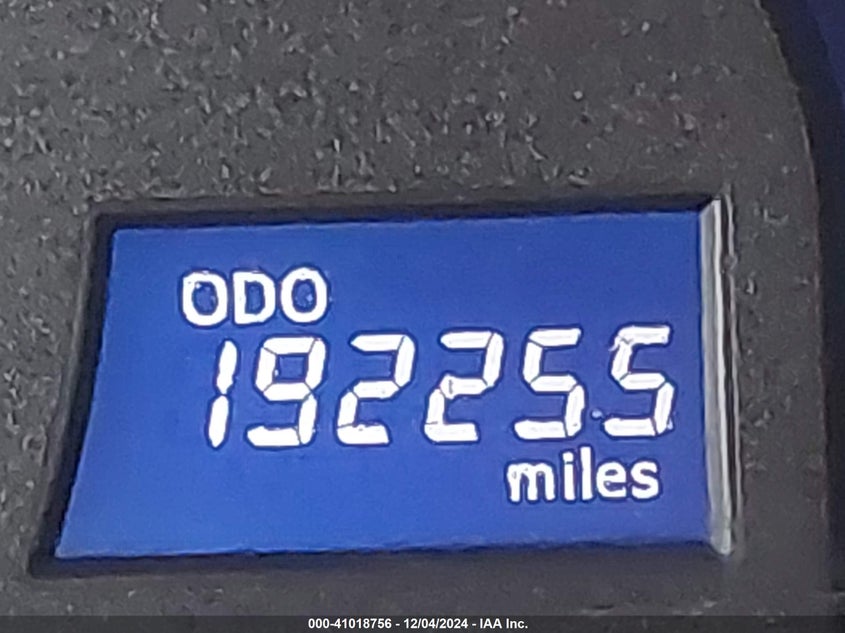 ODO
192255
miles
000-41018756 - 12/04/2024 - IAA Inc.